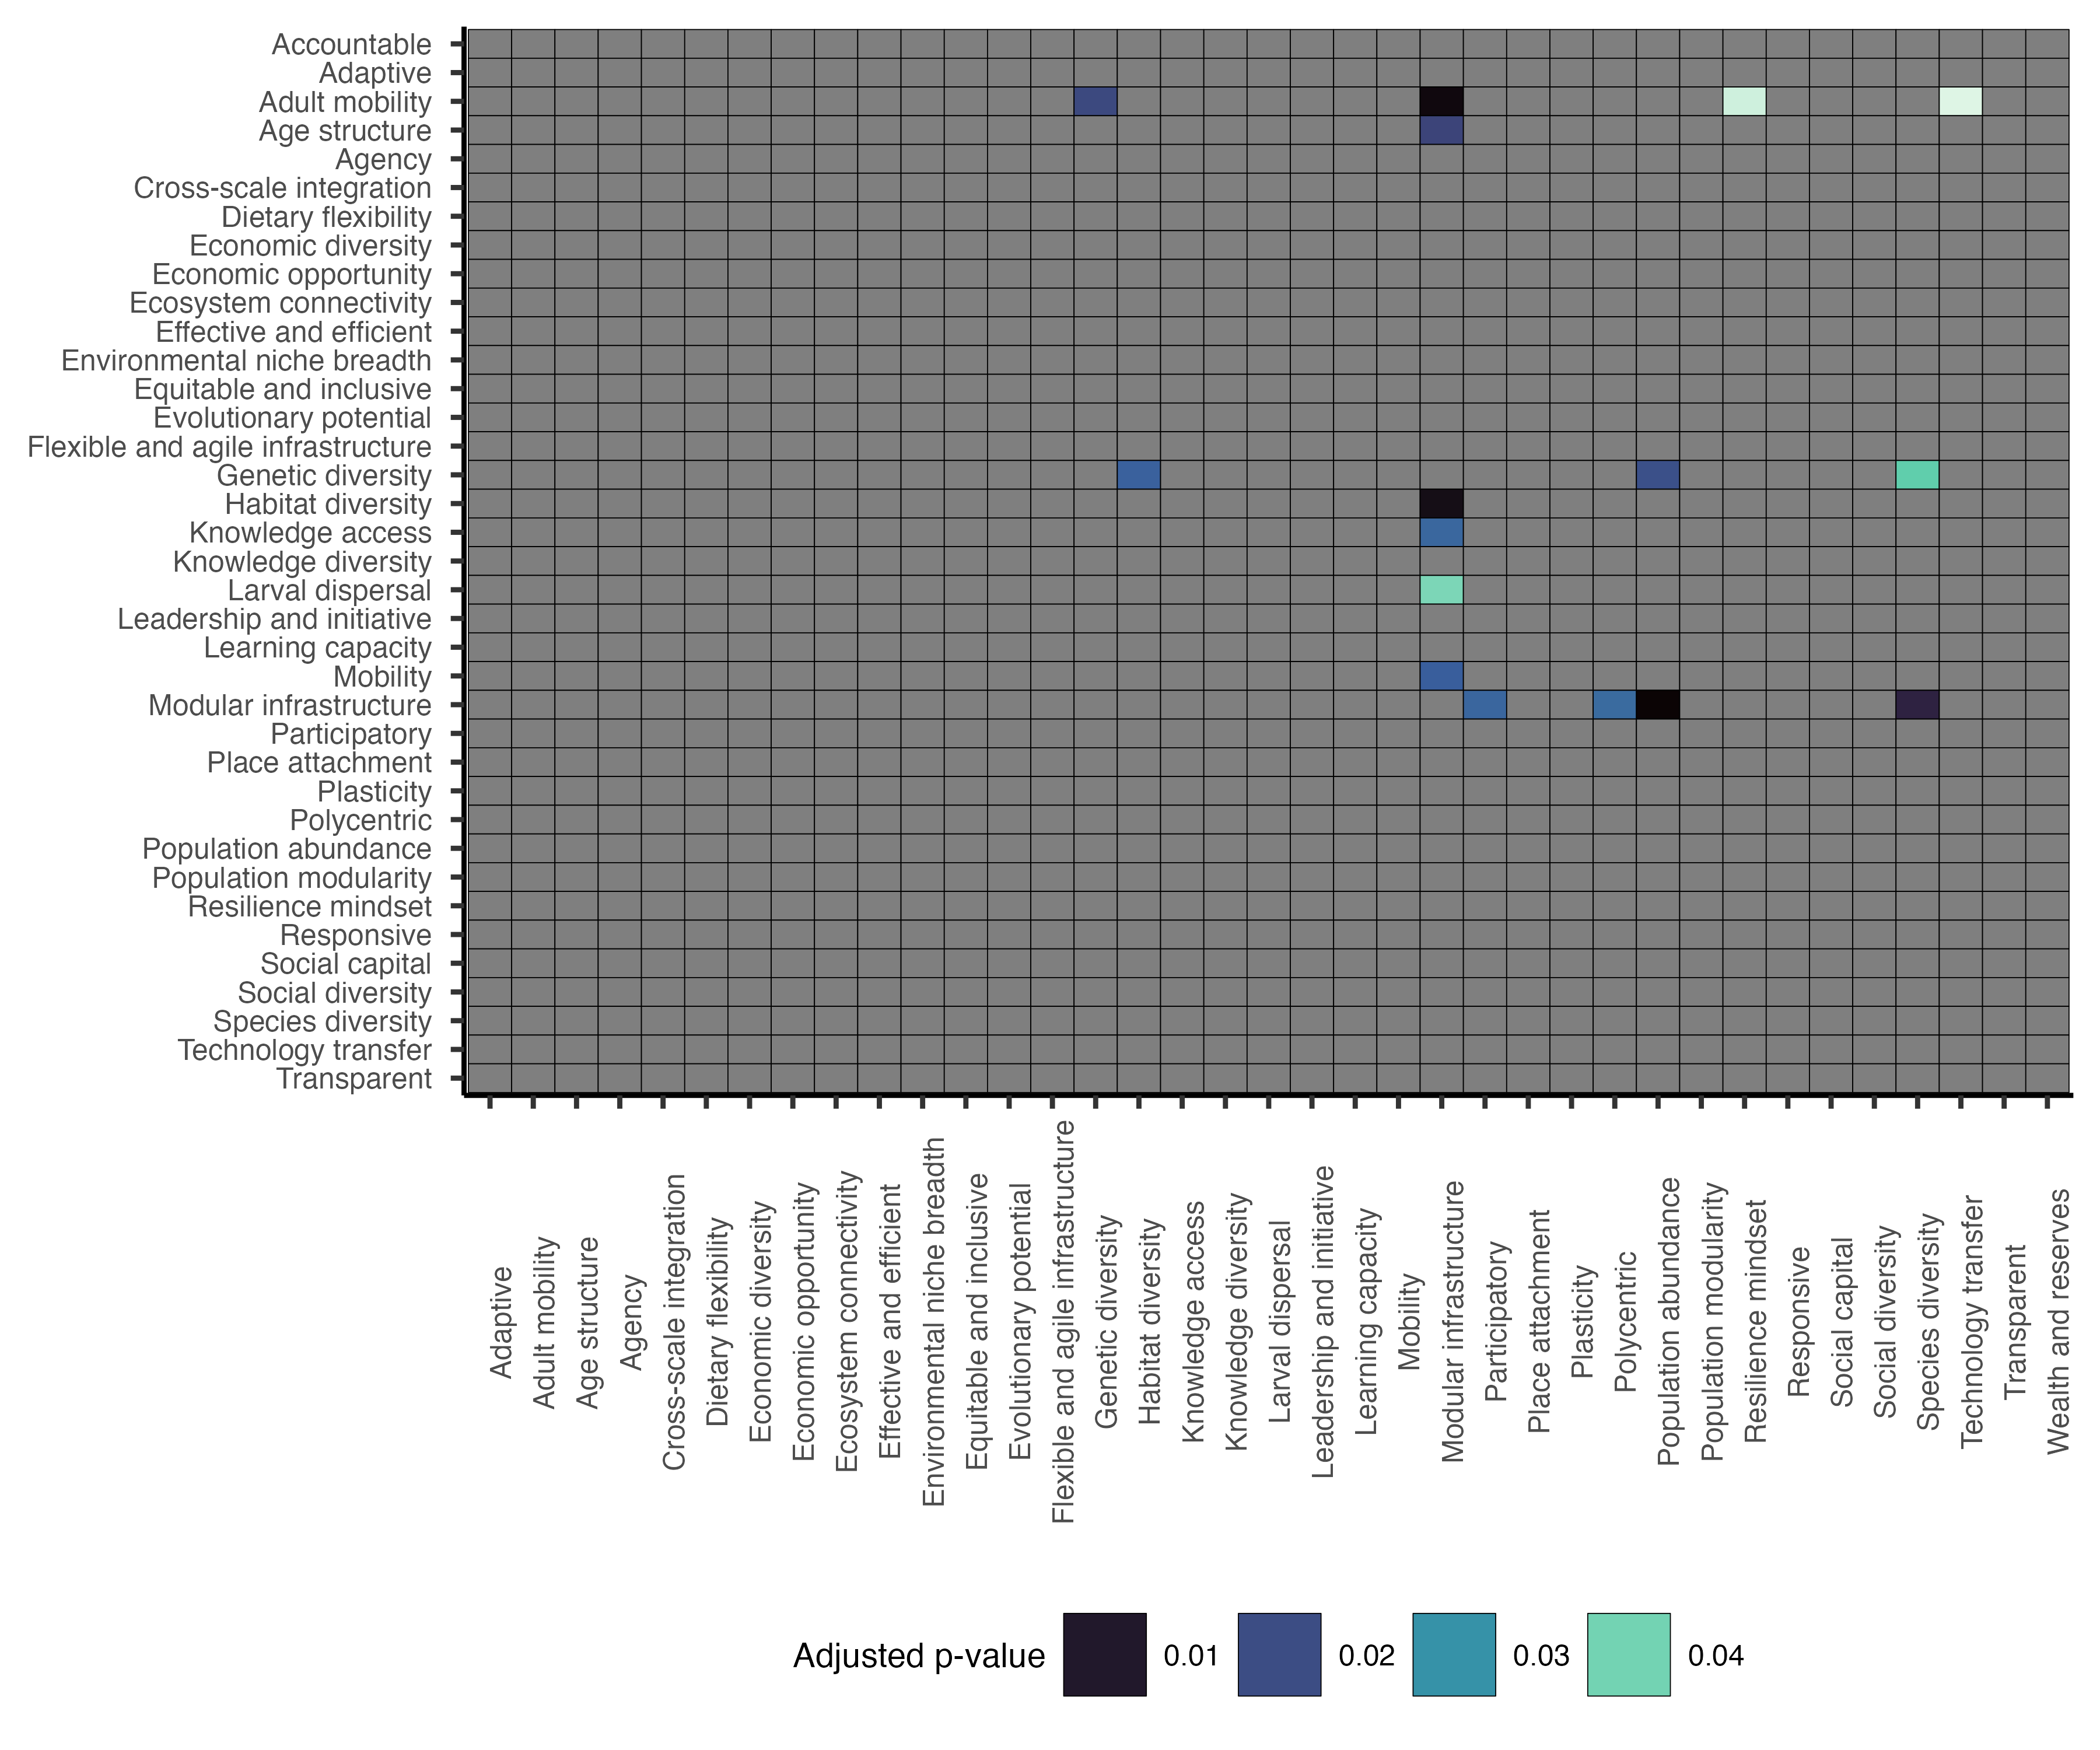 Accountable
Adaptive
Adult mobility
Age structure
Agency
Cross-scale integration
Dietary flexibility
Economic diversity
Economic opportunity
Ecosystem connectivity
Effective and efficient
Environmental niche breadth
Equitable and inclusive
Evolutionary potential
Flexible and agile infrastructure
Genetic diversity
Habitat diversity
Knowledge access
Knowledge diversity
Larval dispersal
Leadership and initiative
Learning capacity
Mobility
Modular infrastructure
Participatory
Place attachment
Plasticity
Polycentric
Population abundance
Population modularity
Resilience mindset
Responsive
Social capital
Social diversity
Species diversity
Technology transfer
Transparent
Adaptive
Adult mobility
Age structure
Agency
Cross-scale integration
Dietary flexibility
Economic diversity
Economic opportunity
Ecosystem connectivity
Effective and efficient
Environmental niche breadth
Equitable and inclusive
Evolutionary potential
Flexible and agile infrastructure
Genetic diversity
Habitat diversity
Knowledge access
Knowledge diversity
Larval dispersal
Leadership and initiative
Learning capacity
Mobility
Modular infrastructure
Participatory
Place attachment
Plasticity
Polycentric
Population abundance
Population modularity
Resilience mindset
Responsive
Social capital
Social diversity
Species diversity
Technology transfer
Transparent
Wealth and reserves
Adjusted p-value 0.01 0.02 0.03 0.04